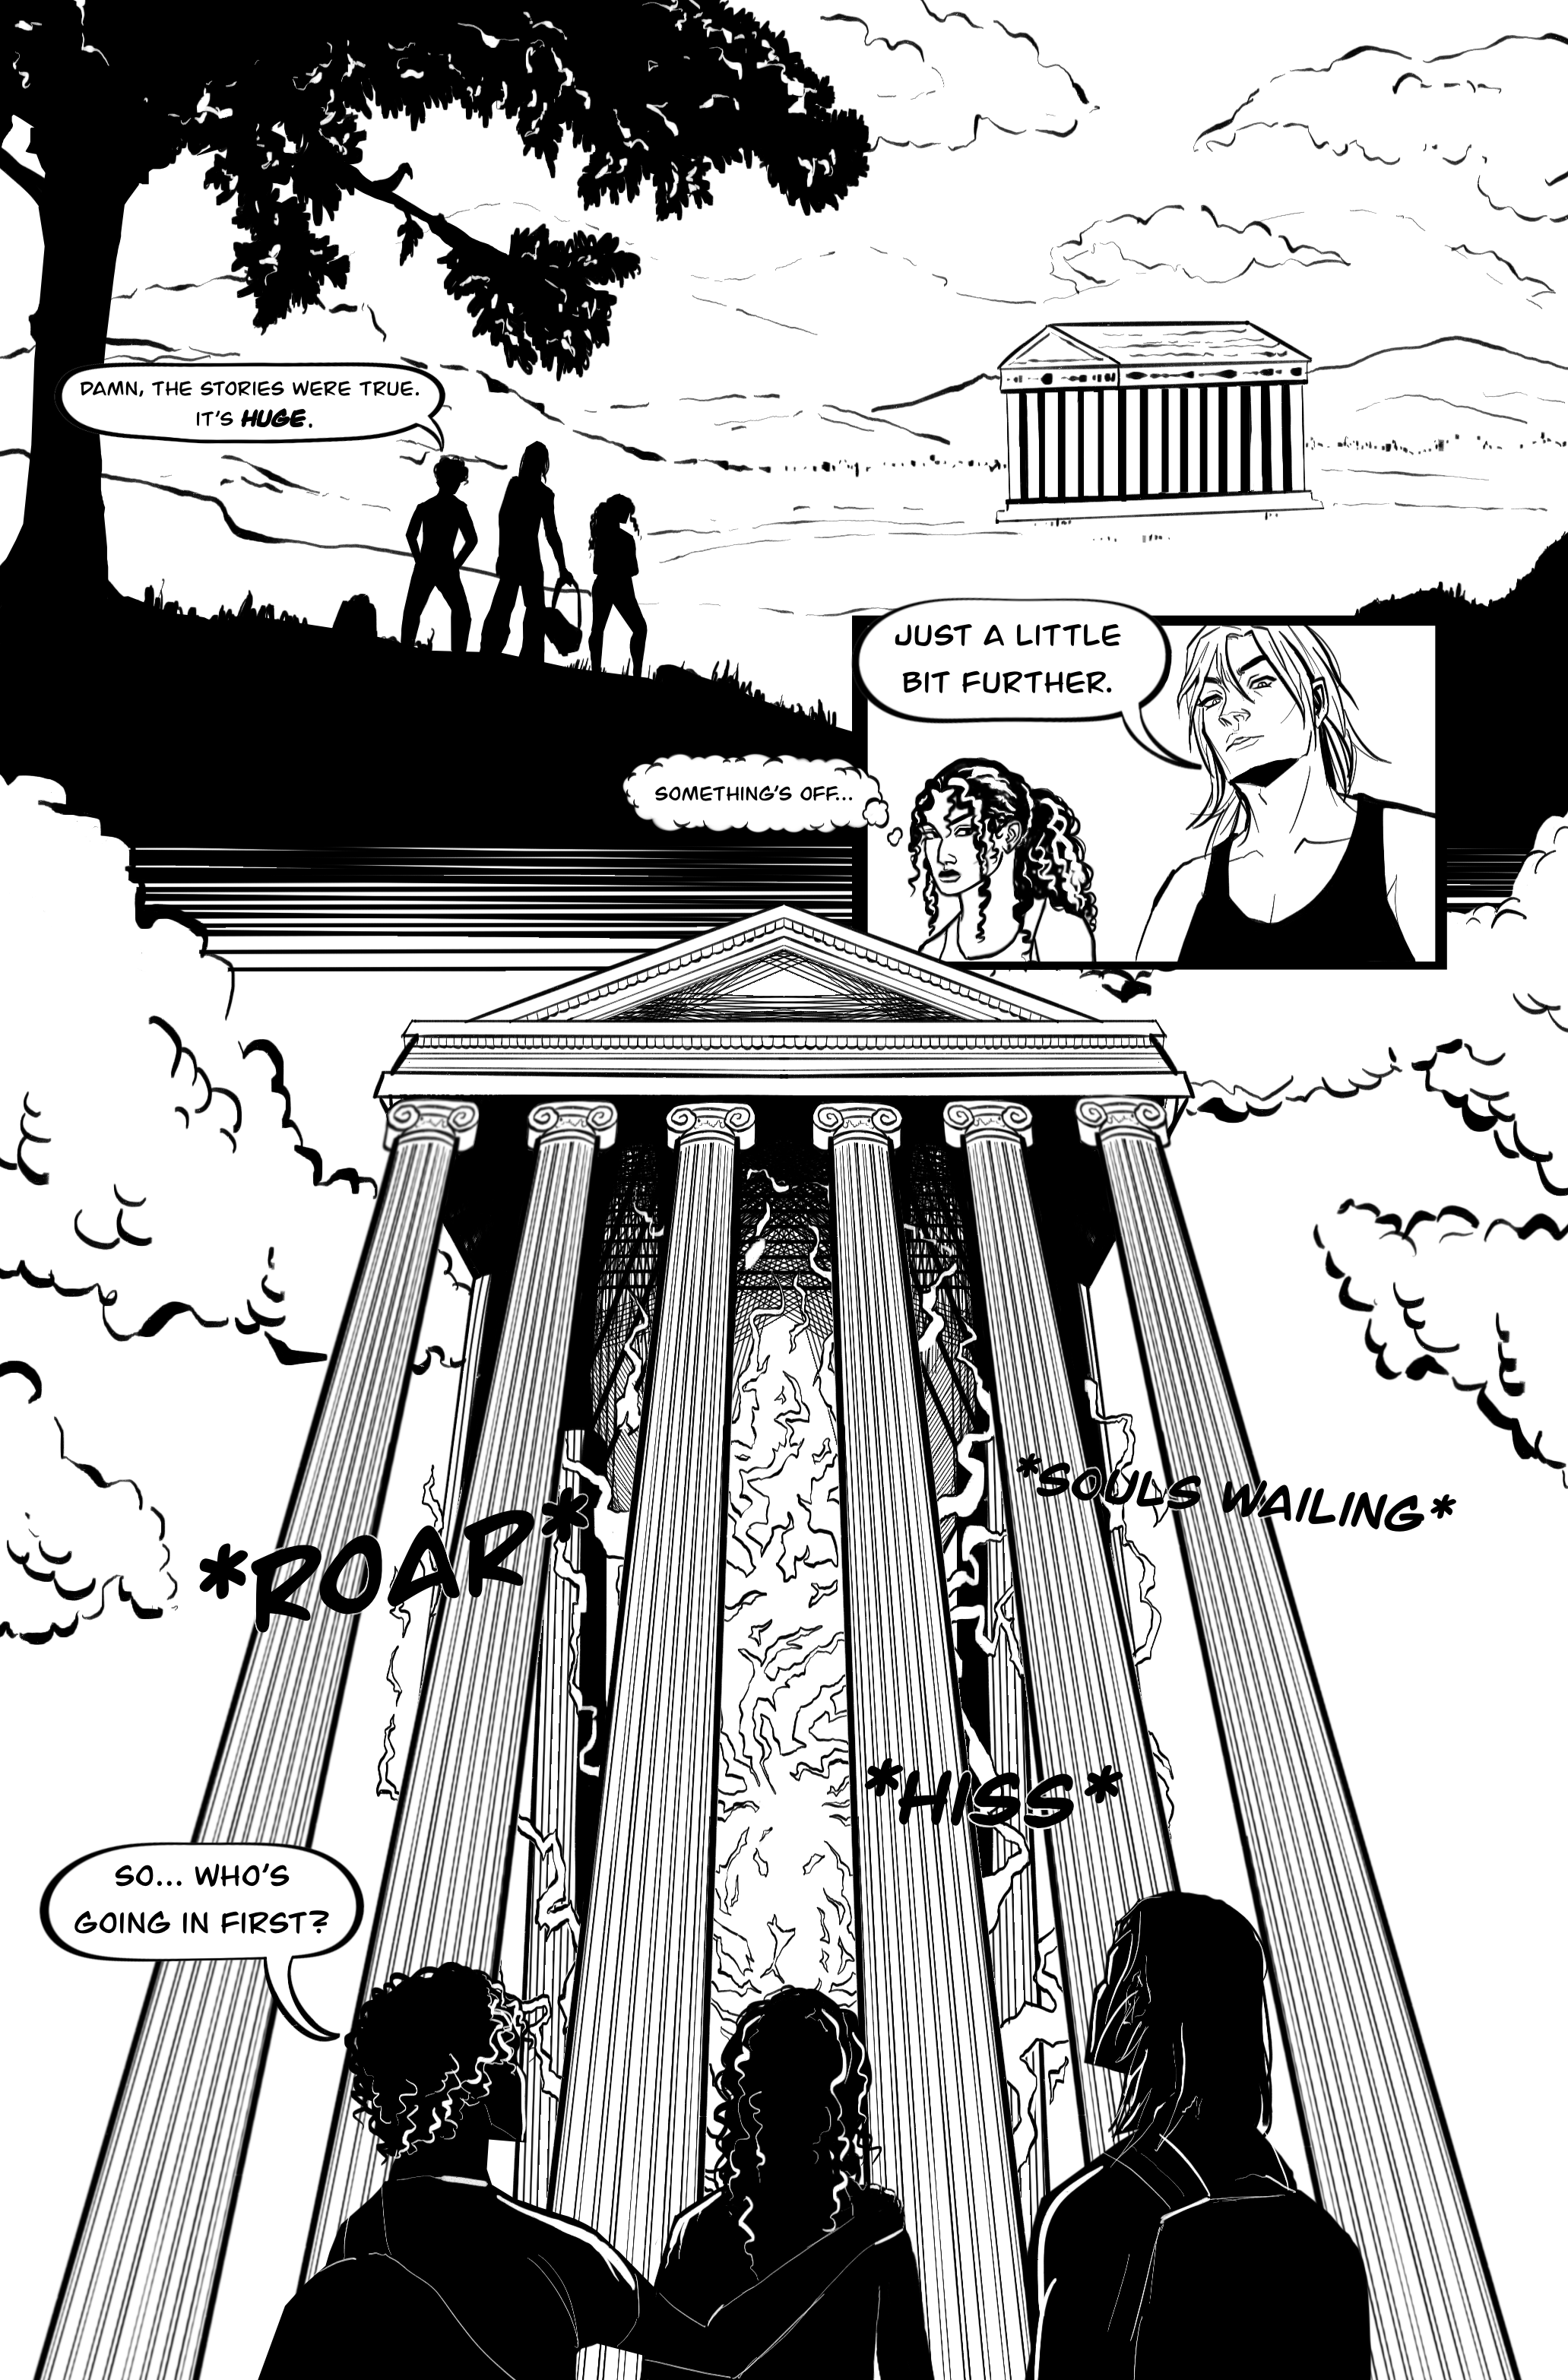 DAMN, THE STORIES WERE TRUE.
IT'S HUGE.
JUST A LITTLE
BIT FURTHER.
SOMETHING'S OFF...
*SOULS WAILING*
*ROAR*
*HISS*
SO... WHO'S
GOING IN FIRST?